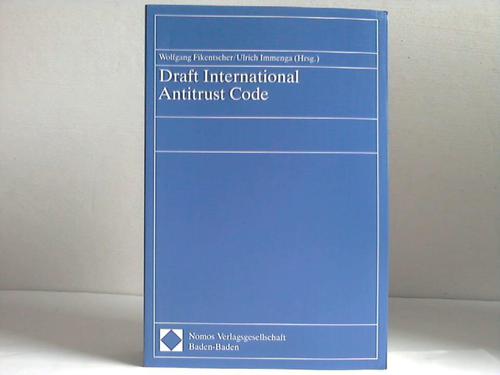 Wolfgang Fikentscher/Ulrich Immenga (Hrsg.)
Draft International
Antitrust Code
Nomos Verlagsgesellschaft
Baden-Baden